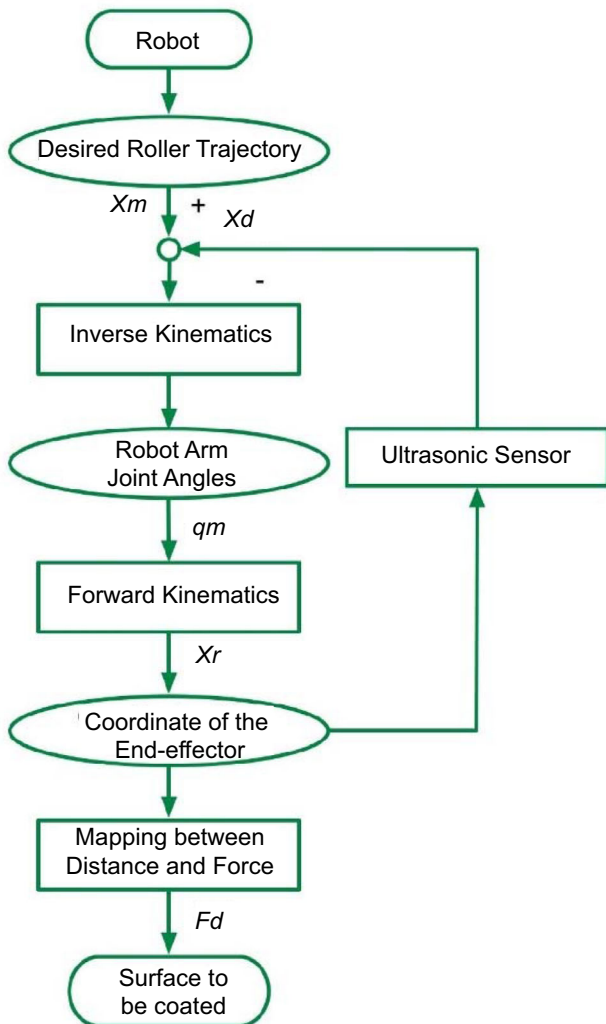 Robot
Desired Roller Trajectory
Xm
+
Xd
-
Inverse Kinematics
Robot Arm
Joint Angles
Ultrasonic Sensor
qm
Forward Kinematics
Xr
Coordinate of the
End-effector
Mapping between
Distance and Force
Fd
Surface to
be coated